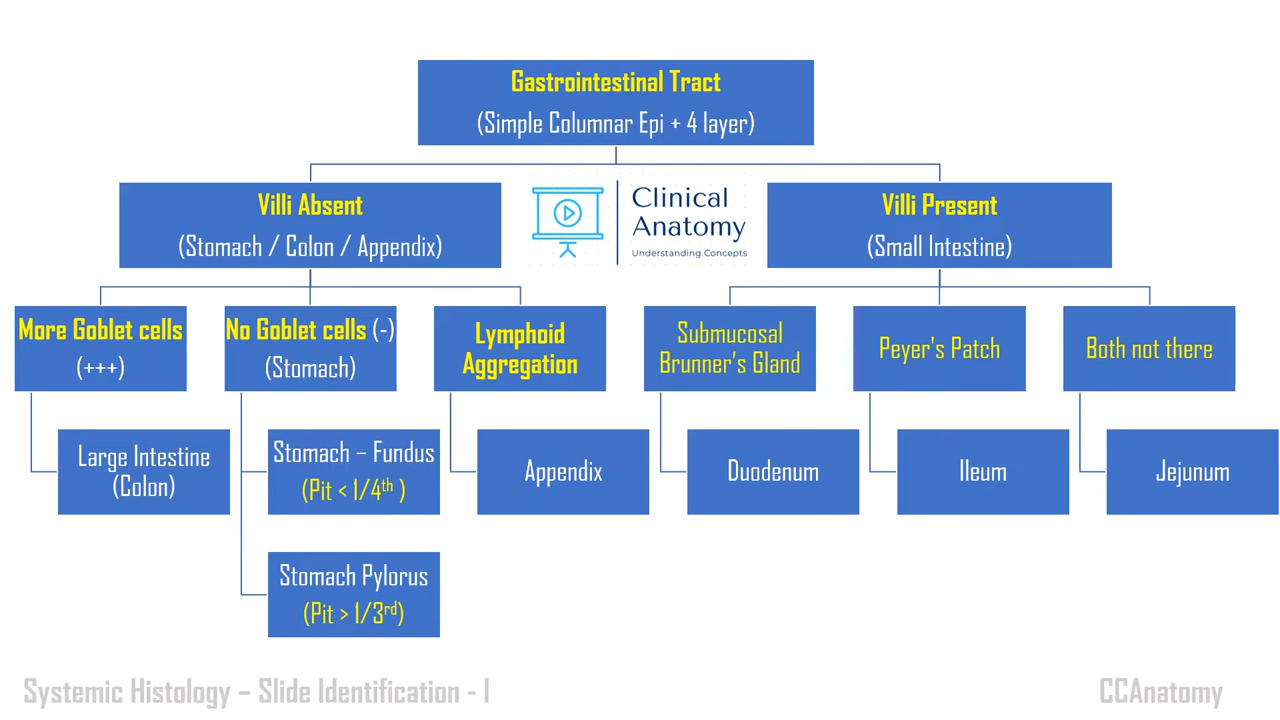 Gastrointestinal Tract
(Simple Columnar Epi + 4 layer)
Villi Absent
(Stomach / Colon / Appendix)
Clinical
Anatomy
Understanding Concepts
Villi Present
(Small Intestine)
More Goblet cells
(+++)
No Goblet cells (-)
(Stomach)
Lymphoid
Aggregation
Submucosal
Brunner's Gland
Peyer's Patch
Both not there
Large Intestine
(Colon)
Stomach – Fundus
(Pit < 1/4th )
Appendix
Duodenum
Ileum
Jejunum
Stomach Pylorus
(Pit > 1/3rd)
Systemic Histology – Slide Identification - I
CCAnatomy